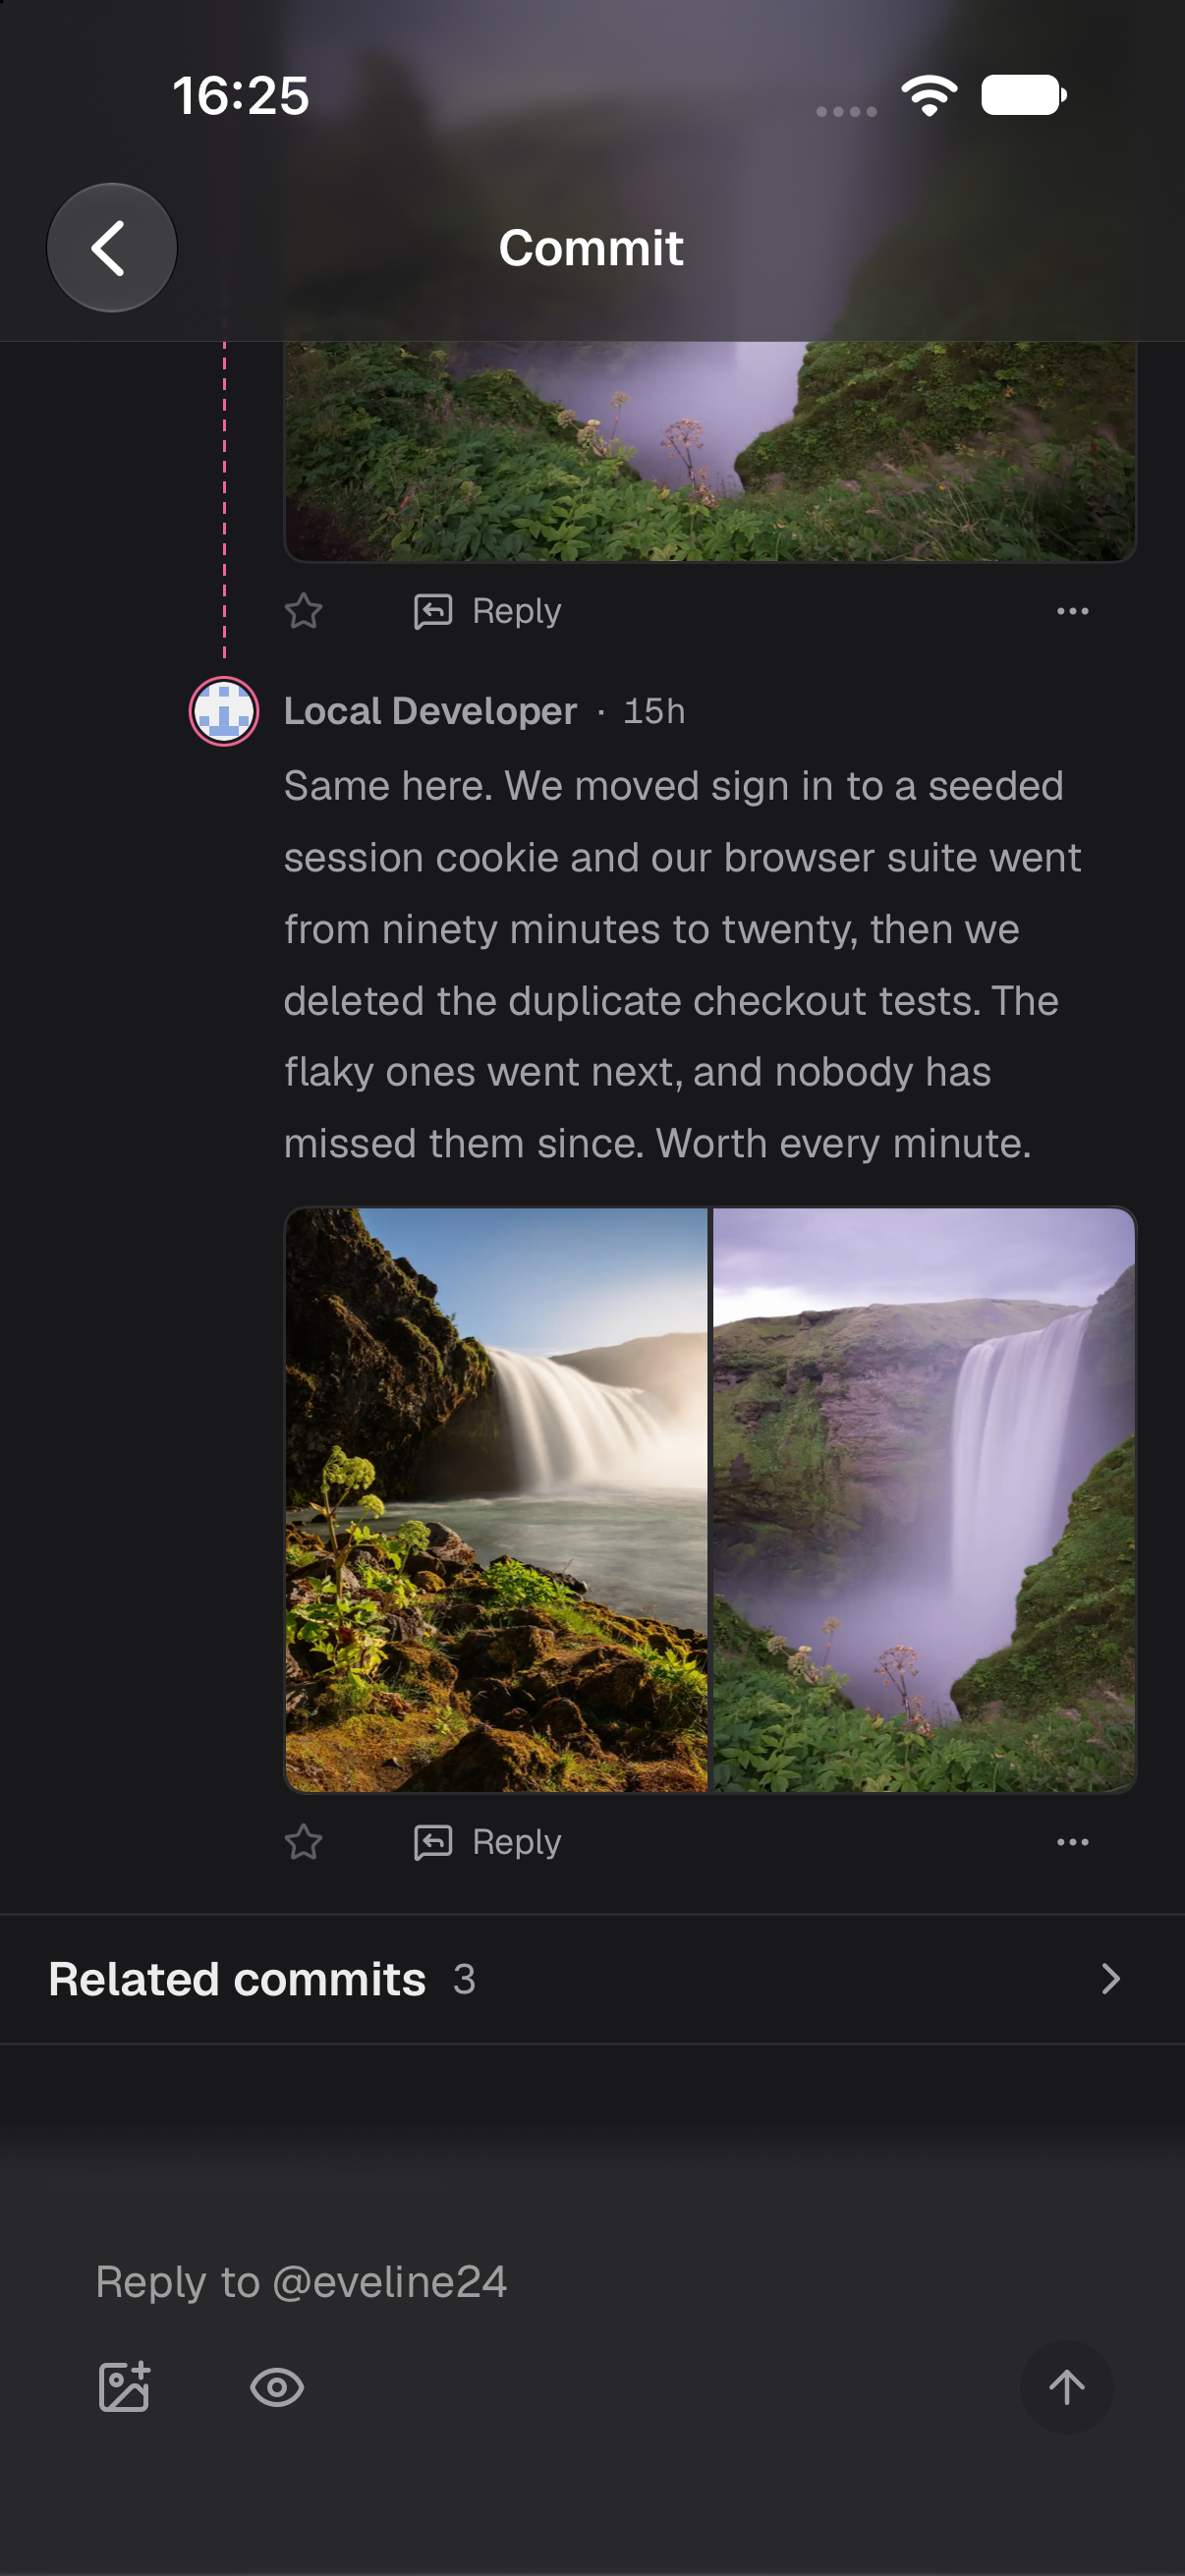 16:25
Commit
Reply
Local Developer · 15h
Same here. We moved sign in to a seeded
session cookie and our browser suite went
from ninety minutes to twenty, then we
deleted the duplicate checkout tests. The
flaky ones went next, and nobody has
missed them since. Worth every minute.
Reply
Related commits 3
Reply to @eveline24